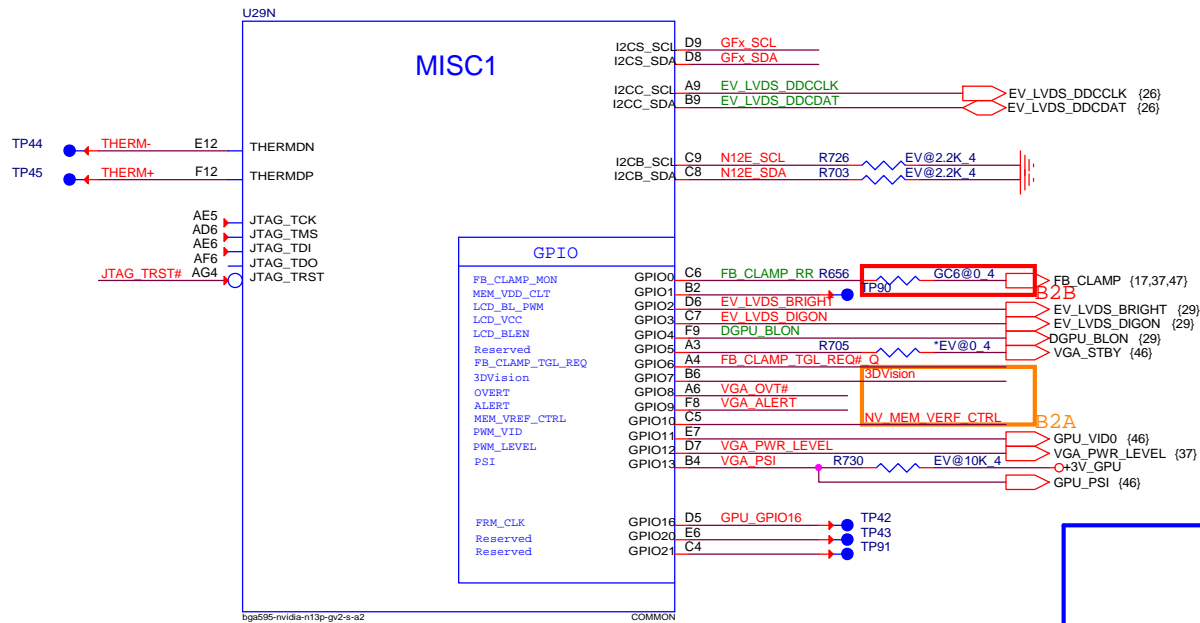 U29N
MISC1
I2CS_SCL D9 GFx_SCL
I2CS_SDA D8 GFx_SDA
I2CC_SCL A9 EV_LVDS_DDCCLK EV_LVDS_DDCCLK {26}
I2CC_SDA B9 EV_LVDS_DDCDAT EV_LVDS_DDCDAT {26}
TP44 THERM- E12 THERMDN
TP45 THERM+ F12 THERMDP
I2CB_SCL C9 N12E_SCL R726 EV@2.2K_4
I2CB_SDA C8 N12E_SDA R703 EV@2.2K_4
AE5 JTAG_TCK
AD6 JTAG_TMS
AE6 JTAG_TDI
AF6 JTAG_TDO
JTAG_TRST# AG4 JTAG_TRST
GPIO
FB_CLAMP_MON GPIO0 C6 FB_CLAMP_RR R656 GC6@0_4 FB_CLAMP {17,37,47}
MEM_VDD_CLT GPIO1 B2 TP90 B2B
LCD_BL_PWM GPIO2 D6 EV_LVDS_BRIGHT EV_LVDS_BRIGHT {29}
LCD_VCC GPIO3 C7 EV_LVDS_DIGON EV_LVDS_DIGON {29}
LCD_BLEN GPIO4 F9 DGPU_BLON DGPU_BLON {29}
Reserved GPIO5 A3 R705 *EV@0_4 VGA_STBY {46}
FB_CLAMP_TGL_REQ GPIO6 A4 FB_CLAMP_TGL_REQ#_Q
3DVision GPIO7 B6 3DVision
OVERT GPIO8 A6 VGA_OVT#
ALERT GPIO9 F8 VGA_ALERT
MEM_VREF_CTRL GPIO10 C5 NV_MEM_VERF_CTRL B2A
PWM_VID GPIO11 E7 GPU_VID0 {46}
PWM_LEVEL GPIO12 D7 VGA_PWR_LEVEL VGA_PWR_LEVEL {37}
PSI GPIO13 B4 VGA_PSI R730 EV@10K_4 +3V_GPU
GPU_PSI {46}
FRM_CLK GPIO16 D5 GPU_GPIO16 TP42
Reserved GPIO20 E6 TP43
Reserved GPIO21 C4 TP91
bga595-nvidia-n13p-gv2-s-a2 COMMON